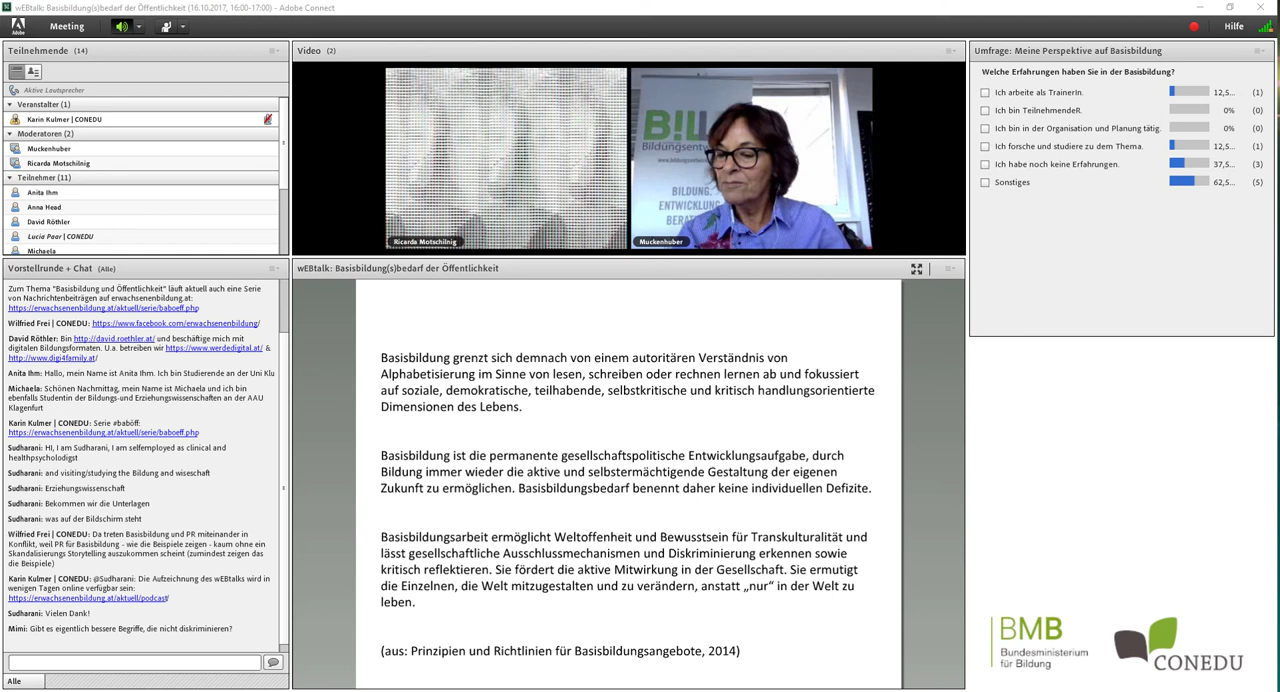 wEBtalk: Basisbildung(s)bedarf der Öffentlichkeit (16.10.2017, 16:00-17:00) - Adobe Connect
Adobe
Meeting
Hilfe
Teilnehmende (14)
Aktive Lautsprecher
Veranstalter (1)
Karin Kulmer | CONEDU
Moderatoren (2)
Muckenhuber
Ricarda Motschilnig
Teilnehmer (11)
Anita Ihm
Anna Head
David Röthler
Lucia Paar | CONEDU
Michaela
Video (2)
B!LL
Bildungsentw
BILDUNG.
ENTWICKLU
BERAT
Ricarda Motschilnig
Muckenhuber
Umfrage: Meine Perspektive auf Basisbildung
Welche Erfahrungen haben Sie in der Basisbildung?
Ich arbeite als TrainerIn. 12,5... (1)
Ich bin TeilnehmendeR. 0% (0)
Ich bin in der Organisation und Planung tätig. 0% (0)
Ich forsche und studiere zu dem Thema. 12,5... (1)
Ich habe noch keine Erfahrungen. 37,5... (3)
Sonstiges 62,5... (5)
Vorstellrunde + Chat (Alle)
Zum Thema "Basisbildung und Öffentlichkeit" läuft aktuell auch eine Serie
von Nachrichtenbeiträgen auf erwachsenenbildung.at:
https://erwachsenenbildung.at/aktuell/serie/baboeff.php
Wilfried Frei | CONEDU: https://www.facebook.com/erwachsenenbildung/
David Röthler: Bin http://david.roethler.at/ und beschäftige mich mit
digitalen Bildungsformaten. U.a. betreiben wir https://www.werdedigital.at/ &
http://www.digi4family.at/
Anita Ihm: Hallo, mein Name ist Anita Ihm. Ich bin Studierende an der Uni Klu
Michaela: Schönen Nachmittag, mein Name ist Michaela und ich bin
ebenfalls Studentin der Bildungs-und Erziehungswissenschaften an der AAU
Klagenfurt
Karin Kulmer | CONEDU: Serie #baböff:
https://erwachsenenbildung.at/aktuell/serie/baboeff.php
Sudharani: HI, I am Sudharani, I am selfemployed as clinical and
healthpsycholodigst
Sudharani: and visiting/studying the Bildung and wiseschaft
Sudharani: Erziehungswissenschaft
Sudharani: Bekommen wir die Unterlagen
Sudharani: was auf der Bildschirm steht
Wilfried Frei | CONEDU: Da treten Basisbildung und PR miteinander in
Konflikt, weil PR für Basisbildung - wie die Beispiele zeigen - kaum ohne ein
Skandalisierungs Storytelling auszukommen scheint (zumindest zeigen das
die Beispiele)
Karin Kulmer | CONEDU: @Sudharani: Die Aufzeichnung des wEBtalks wird in
wenigen Tagen online verfügbar sein:
https://erwachsenenbildung.at/aktuell/podcast/
Sudharani: Vielen Dank!
Mimi: Gibt es eigentlich bessere Begriffe, die nicht diskriminieren?
Alle
wEBtalk: Basisbildung(s)bedarf der Öffentlichkeit
Basisbildung grenzt sich demnach von einem autoritären Verständnis von
Alphabetisierung im Sinne von lesen, schreiben oder rechnen lernen ab und fokussiert
auf soziale, demokratische, teilhabende, selbstkritische und kritisch handlungsorientierte
Dimensionen des Lebens.
Basisbildung ist die permanente gesellschaftspolitische Entwicklungsaufgabe, durch
Bildung immer wieder die aktive und selbstermächtigende Gestaltung der eigenen
Zukunft zu ermöglichen. Basisbildungsbedarf benennt daher keine individuellen Defizite.
Basisbildungsarbeit ermöglicht Weltoffenheit und Bewusstsein für Transkulturalität und
lässt gesellschaftliche Ausschlussmechanismen und Diskriminierung erkennen sowie
kritisch reflektieren. Sie fördert die aktive Mitwirkung in der Gesellschaft. Sie ermutigt
die Einzelnen, die Welt mitzugestalten und zu verändern, anstatt „nur“ in der Welt zu
leben.
(aus: Prinzipien und Richtlinien für Basisbildungsangebote, 2014)
BMB
Bundesministerium
für Bildung
CONEDU